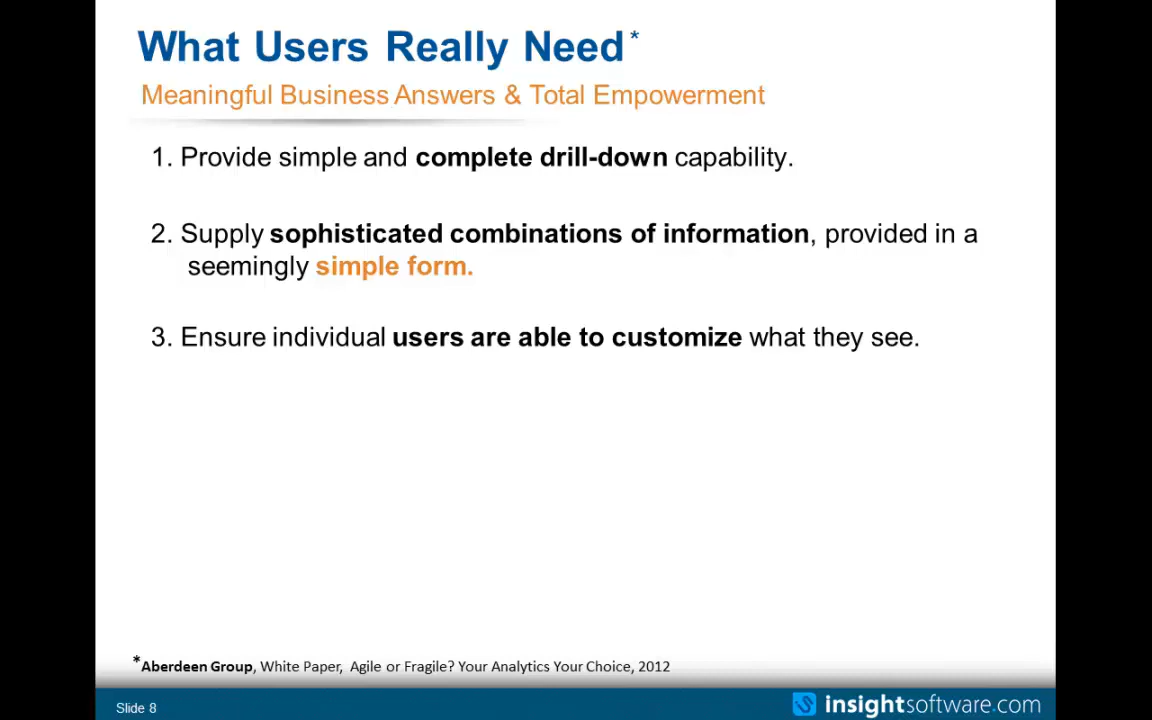 What Users Really Need*
Meaningful Business Answers & Total Empowerment
1. Provide simple and complete drill-down capability.
2. Supply sophisticated combinations of information, provided in a
seemingly simple form.
3. Ensure individual users are able to customize what they see.
*Aberdeen Group, White Paper, Agile or Fragile? Your Analytics Your Choice, 2012
Slide 8
insightsoftware.com